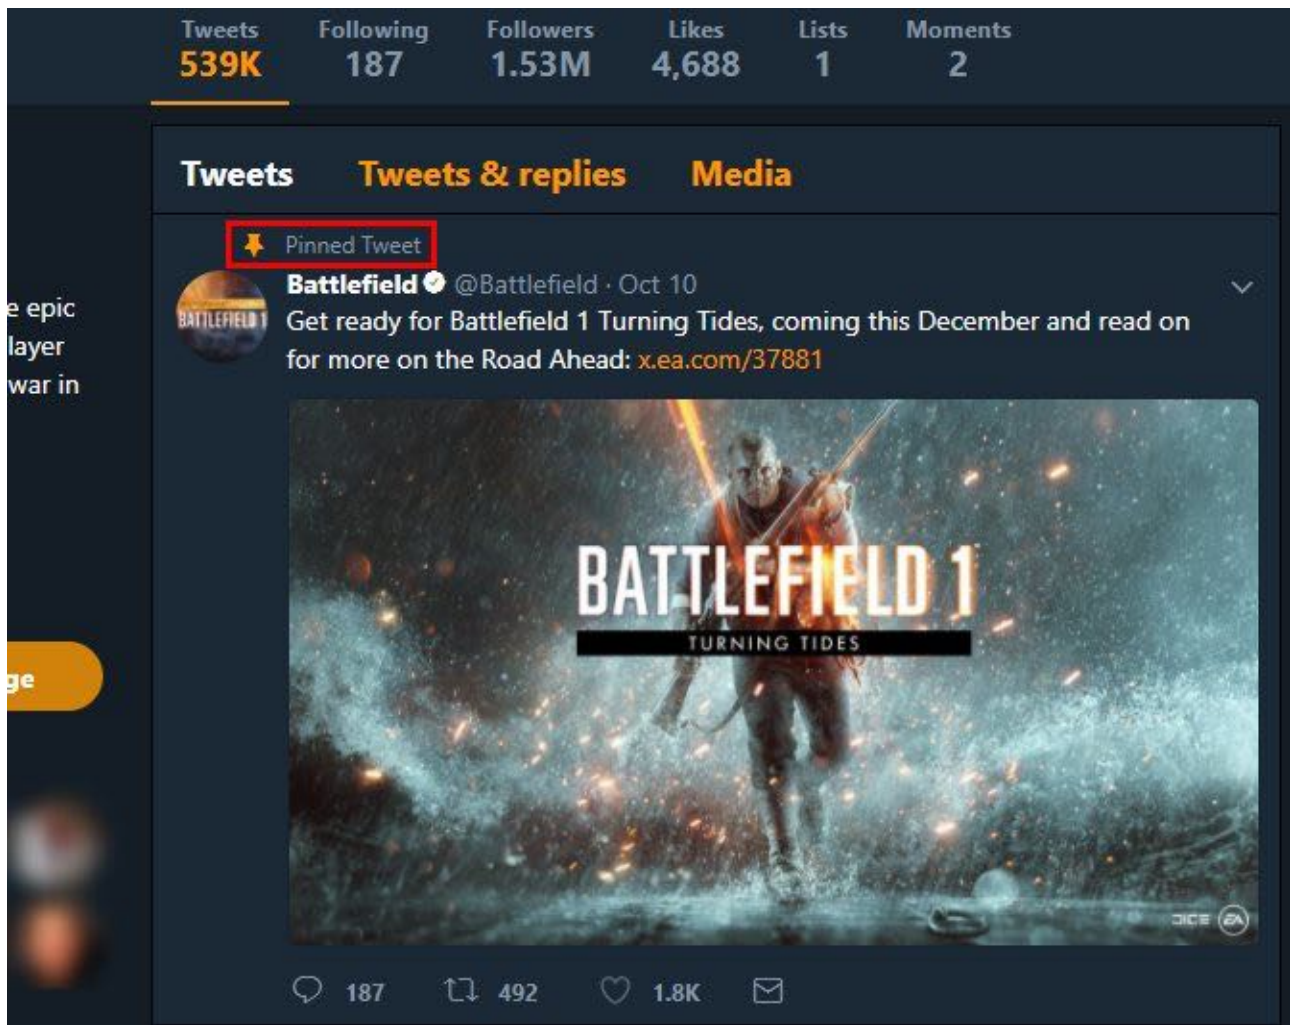 Tweets Following Followers Likes Lists Moments
539K 187 1.53M 4,688 1 2
Tweets Tweets & replies Media
Pinned Tweet
Battlefield @Battlefield · Oct 10
Get ready for Battlefield 1 Turning Tides, coming this December and read on
for more on the Road Ahead: x.ea.com/37881
BATTLEFIELD 1
e epic
layer
war in
BATTLEFIELD 1
TURNING TIDES
ge
DICE EA
187 492 1.8K